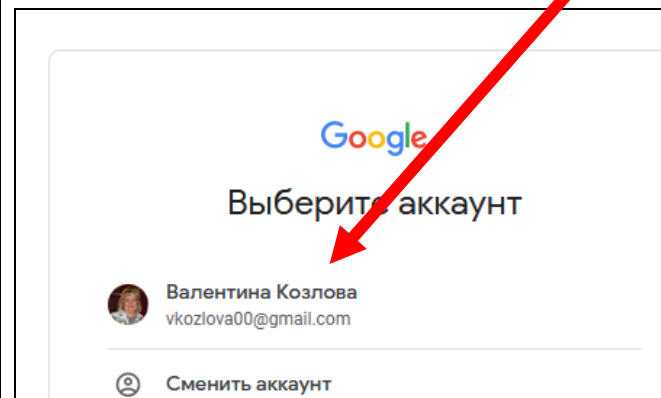 Google
Выберите аккаунт
Валентина Козлова
vkozlova00@gmail.com
Сменить аккаунт